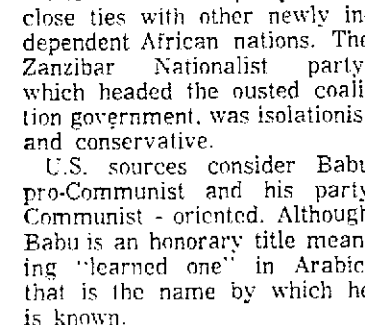 close ties with other newly in-
dependent African nations. The
Zanzibar Nationalist party,
which headed the ousted coali
tion government, was isolationis
and conservative.
U.S. sources consider Babu
pro-Communist and his party
Communist - oriented. Although
Babu is an honorary title mean
ing "learned one" in Arabic,
that is the name by which he
is known.